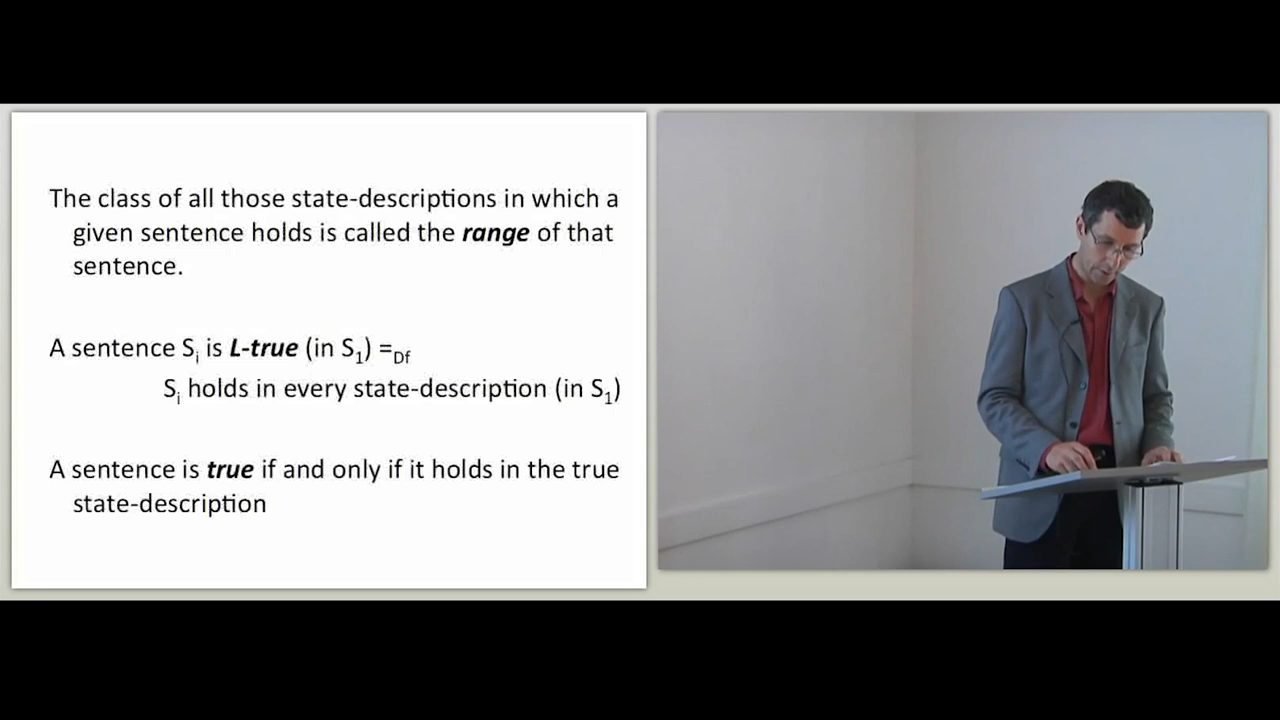 The class of all those state-descriptions in which a
given sentence holds is called the range of that
sentence.
A sentence Sᵢ is L-true (in S₁) =Df
Sᵢ holds in every state-description (in S₁)
A sentence is true if and only if it holds in the true
state-description